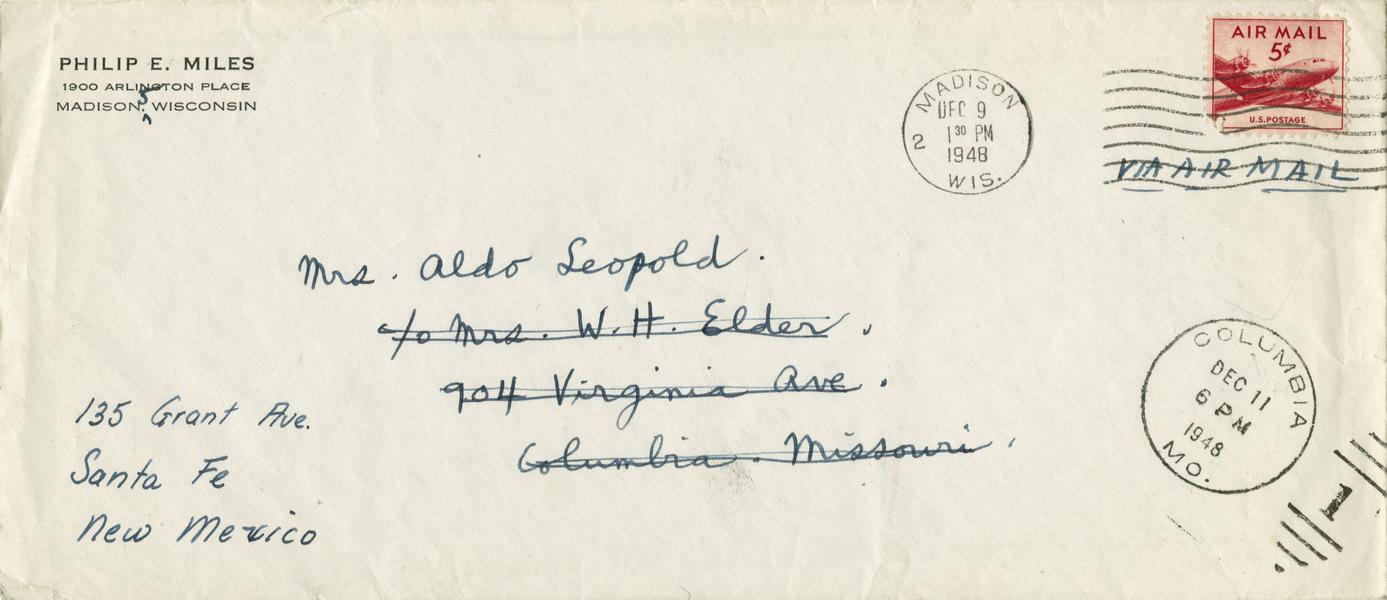 PHILIP E. MILES
1900 ARLINGTON PLACE
MADISON, 5, WISCONSIN
MADISON
DEC 9
1 30 PM
1948
2
WIS.
AIR MAIL
5¢
U.S. POSTAGE
VIA AIR MAIL
Mrs. Aldo Leopold.
c/o Mrs. W. H. Elder,
904 Virginia Ave.
Columbia. Missouri,
135 Grant Ave.
Santa Fe
New Mexico
COLUMBIA
DEC 11
6 PM
1948
MO.
1